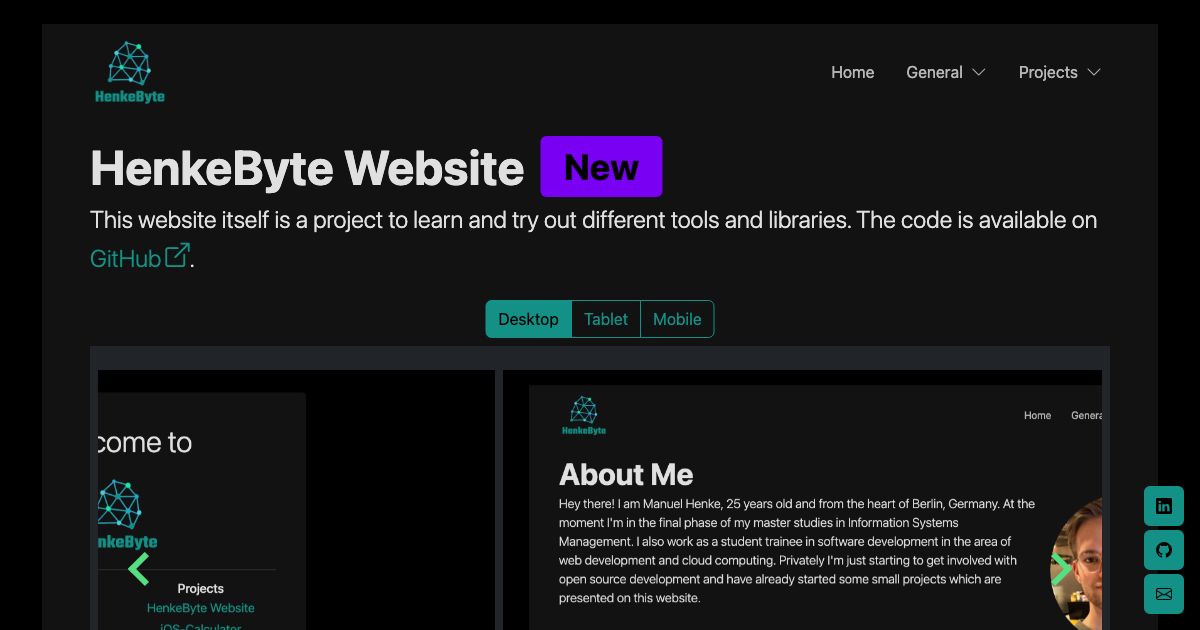 HenkeByte
Home General Projects
HenkeByte Website New
This website itself is a project to learn and try out different tools and libraries. The code is available on
GitHub.
Desktop Tablet Mobile
come to
nkeByte
Projects
HenkeByte Website
iOS-Calculator
HenkeByte
Home Genera
About Me
Hey there! I am Manuel Henke, 25 years old and from the heart of Berlin, Germany. At the
moment I'm in the final phase of my master studies in Information Systems
Management. I also work as a student trainee in software development in the area of
web development and cloud computing. Privately I'm just starting to get involved with
open source development and have already started some small projects which are
presented on this website.
in